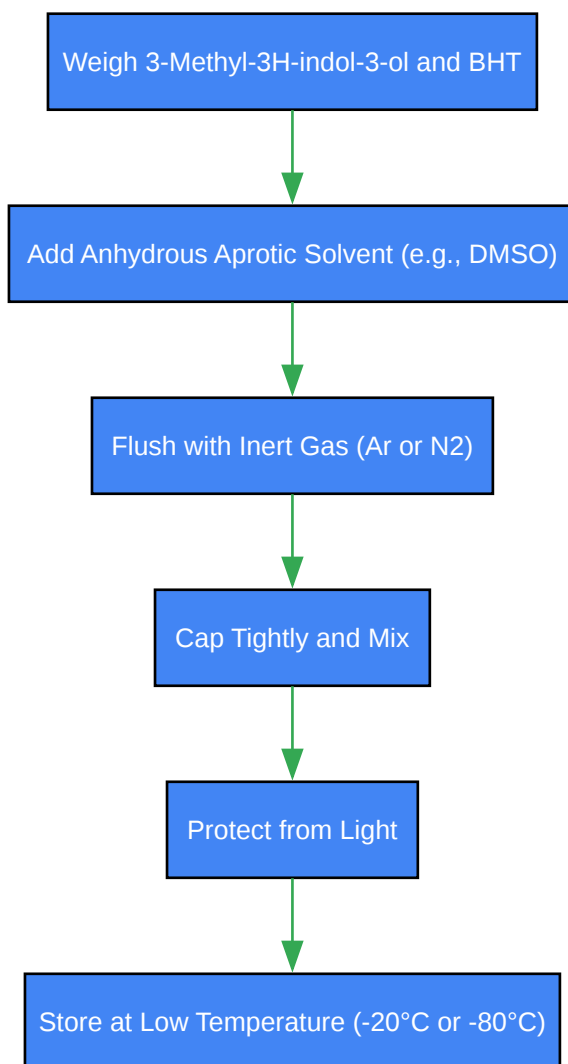 Weigh 3-Methyl-3H-indol-3-ol and BHT
Add Anhydrous Aprotic Solvent (e.g., DMSO)
Flush with Inert Gas (Ar or N2)
Cap Tightly and Mix
Protect from Light
Store at Low Temperature (-20°C or -80°C)